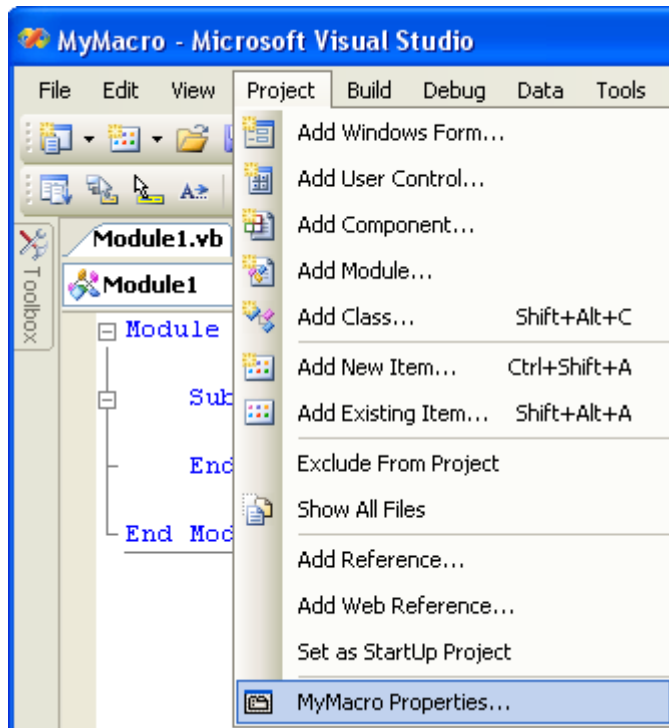 MyMacro - Microsoft Visual Studio
File Edit View Project Build Debug Data Tools
Add Windows Form...
Add User Control...
Add Component...
Add Module...
Add Class... Shift+Alt+C
Add New Item... Ctrl+Shift+A
Add Existing Item... Shift+Alt+A
Exclude From Project
Show All Files
Add Reference...
Add Web Reference...
Set as StartUp Project
MyMacro Properties...
Toolbox
Module1.vb
Module1
Module
Sub
End
End Mod